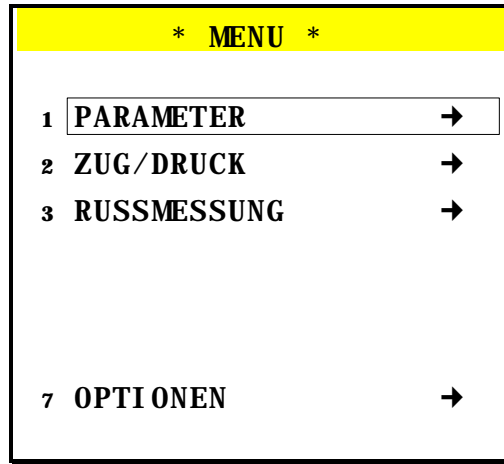 * MENU *
1 PARAMETER ➔
2 ZUG/DRUCK ➔
3 RUSSMESSUNG ➔
7 OPTIONEN ➔